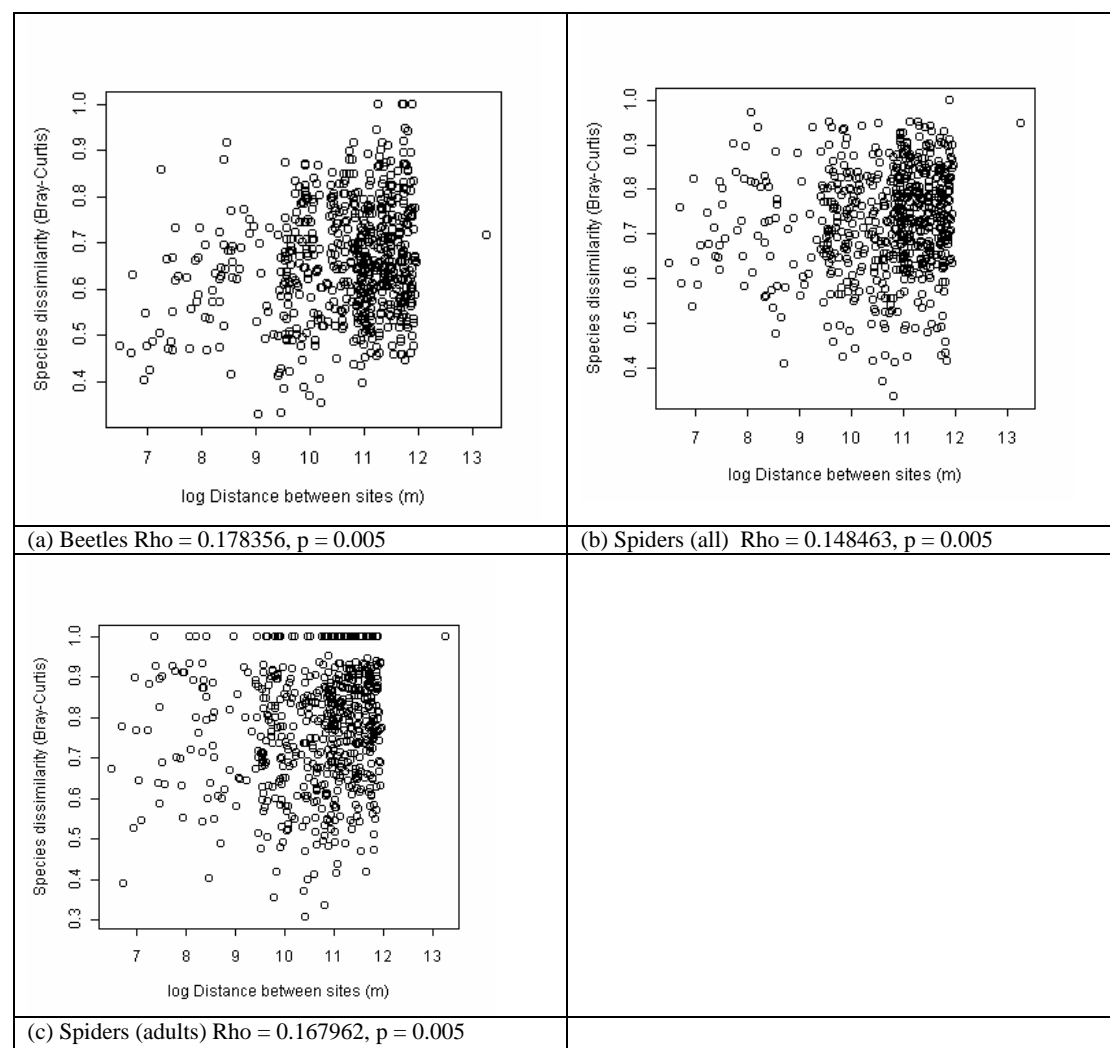 Species dissimilarity (Bray-Curtis)
1.0
0.9
0.8
0.7
0.6
0.5
0.4
7 8 9 10 11 12 13
log Distance between sites (m)
(a) Beetles Rho = 0.178356, p = 0.005
Species dissimilarity (Bray-Curtis)
1.0
0.9
0.8
0.7
0.6
0.5
0.4
7 8 9 10 11 12 13
log Distance between sites (m)
(b) Spiders (all) Rho = 0.148463, p = 0.005
Species dissimilarity (Bray-Curtis)
1.0
0.9
0.8
0.7
0.6
0.5
0.4
0.3
7 8 9 10 11 12 13
log Distance between sites (m)
(c) Spiders (adults) Rho = 0.167962, p = 0.005